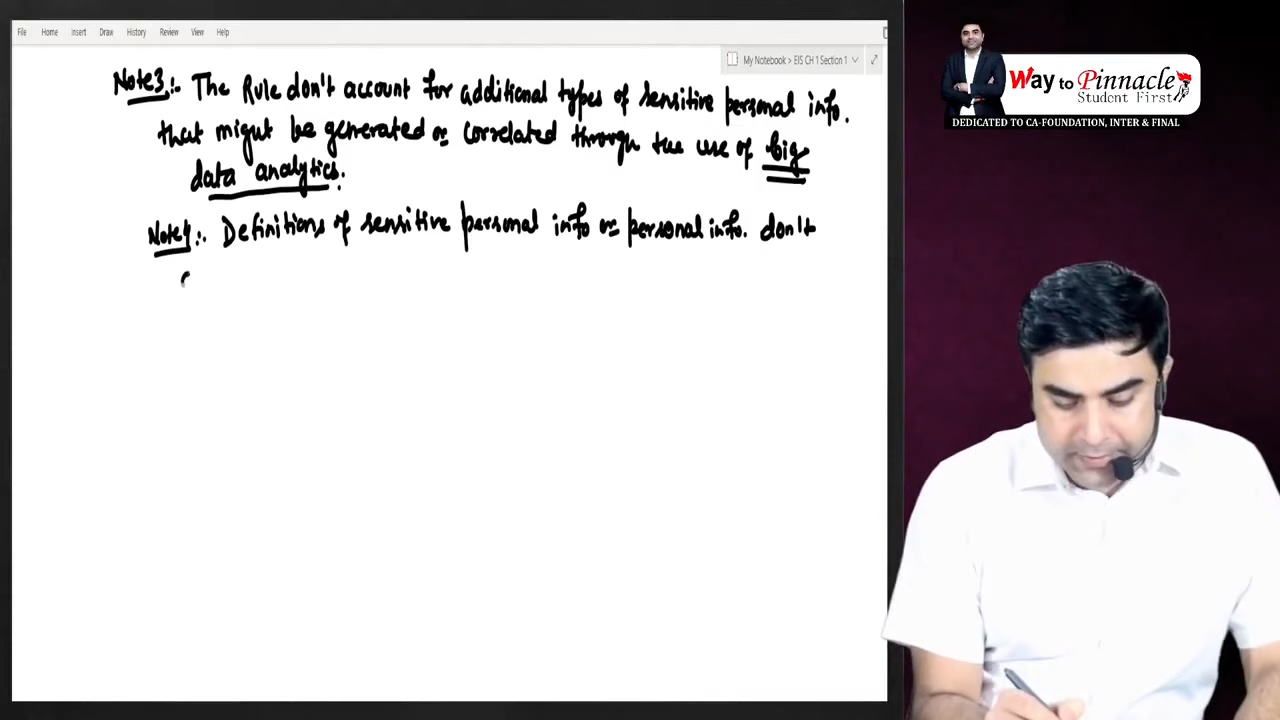 File Home Insert Draw History Review View Help
My Notebook > EIS CH 1 Section 1
Note3:. The Rule don't account for additional types of sensitive personal info.
that might be generated or correlated through the use of big
data analytics.
Note4:. Definitions of sensitive personal info or personal info. don't
Way to Pinnacle
Student First
DEDICATED TO CA-FOUNDATION, INTER & FINAL